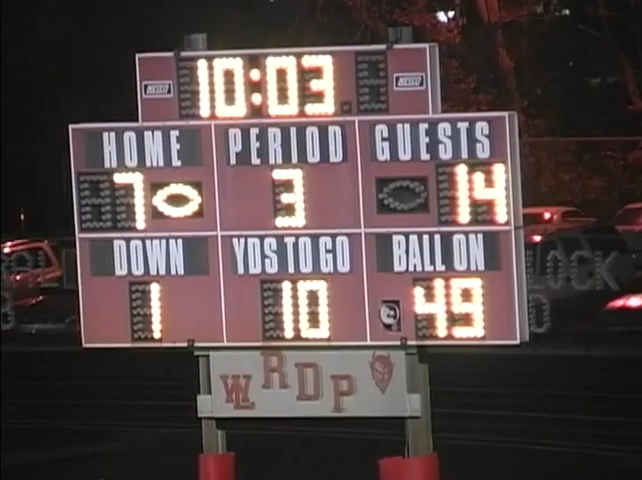 10:03
HOME PERIOD GUESTS
7 3 14
DOWN YDS TO GO BALL ON
1 10 49
WL RDP
LOCK